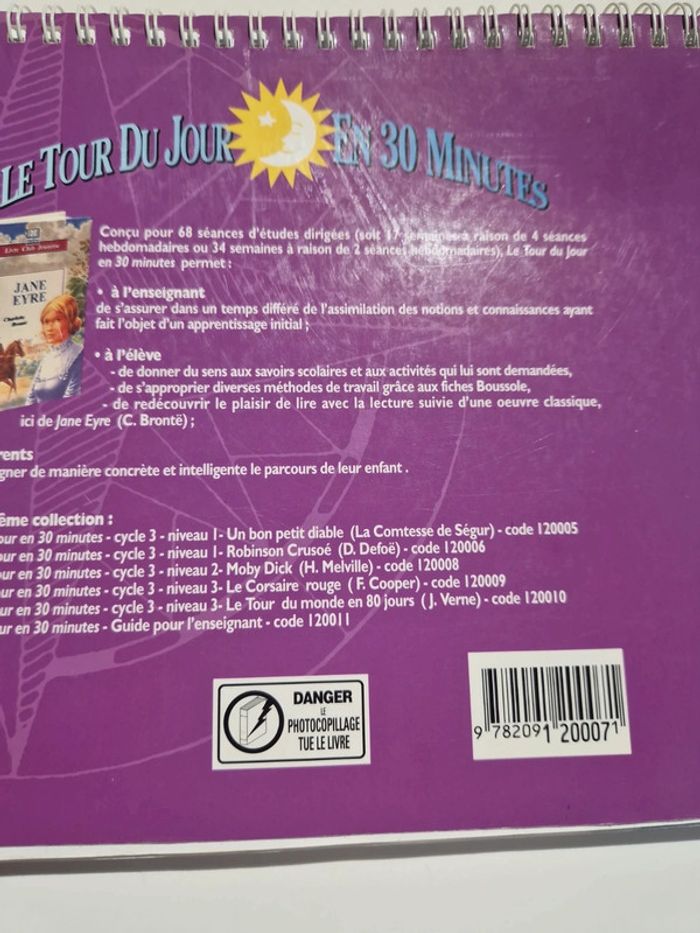 LE TOUR DU JOUR EN 30 MINUTES
JANE
EYRE
Conçu pour 68 séances d'études dirigées (soit 17 semaines à raison de 4 séances
hebdomadaires ou 34 semaines à raison de 2 séances hebdomadaires), Le Tour du Jour
en 30 minutes permet :
• à l'enseignant
de s'assurer dans un temps différé de l'assimilation des notions et connaissances ayant
fait l'objet d'un apprentissage initial ;
• à l'élève
- de donner du sens aux savoirs scolaires et aux activités qui lui sont demandées,
- de s'approprier diverses méthodes de travail grâce aux fiches Boussole,
- de redécouvrir le plaisir de lire avec la lecture suivie d'une oeuvre classique,
ici de Jane Eyre (C. Brontë) ;
rents
gner de manière concrète et intelligente le parcours de leur enfant .
ême collection :
our en 30 minutes - cycle 3 - niveau 1- Un bon petit diable (La Comtesse de Ségur) - code 120005
our en 30 minutes - cycle 3 - niveau 1- Robinson Crusoé (D. Defoë) - code 120006
our en 30 minutes - cycle 3 - niveau 2- Moby Dick (H. Melville) - code 120008
our en 30 minutes - cycle 3 - niveau 3- Le Corsaire rouge ( F. Cooper) - code 120009
our en 30 minutes - cycle 3 - niveau 3- Le Tour du monde en 80 jours ( J. Verne) - code 120010
ur en 30 minutes - Guide pour l'enseignant - code 120011
DANGER
LE
PHOTOCOPILLAGE
TUE LE LIVRE
9 782091 200071